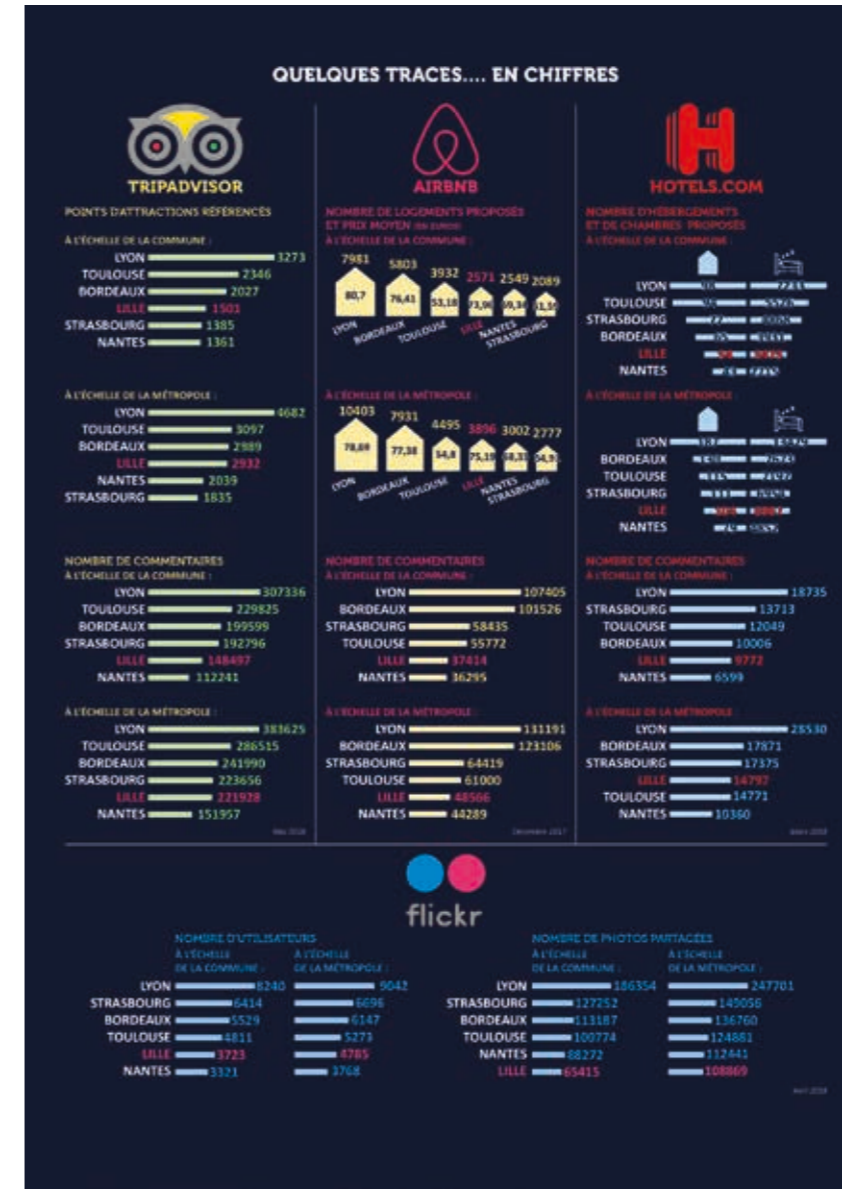 QUELQUES TRACES.... EN CHIFFRES
TRIPADVISOR
POINTS D'ATTRACTIONS RÉFÉRENCÉS
À L'ÉCHELLE DE LA COMMUNE :
LYON 3273
TOULOUSE 2346
BORDEAUX 2027
LILLE 1501
STRASBOURG 1385
NANTES 1361
À L'ÉCHELLE DE LA MÉTROPOLE :
LYON 4682
TOULOUSE 3097
BORDEAUX 2989
LILLE 2932
NANTES 2039
STRASBOURG 1835
NOMBRE DE COMMENTAIRES
À L'ÉCHELLE DE LA COMMUNE :
LYON 307336
TOULOUSE 229825
BORDEAUX 199599
STRASBOURG 192796
LILLE 148497
NANTES 112241
À L'ÉCHELLE DE LA MÉTROPOLE :
LYON 383625
TOULOUSE 286515
BORDEAUX 241990
STRASBOURG 223656
LILLE 221928
NANTES 151957
AIRBNB
NOMBRE DE LOGEMENTS PROPOSÉS
ET PRIX MOYEN (EN EUROS)
À L'ÉCHELLE DE LA COMMUNE :
7981 5803 3932 2571 2549 2089
80,7 76,41 53,18
LYON BORDEAUX TOULOUSE LILLE NANTES STRASBOURG
À L'ÉCHELLE DE LA MÉTROPOLE :
10403 7931 4495 3896 3002 2777
78,69 77,38 54,8 75,19
LYON BORDEAUX TOULOUSE LILLE NANTES STRASBOURG
NOMBRE DE COMMENTAIRES
À L'ÉCHELLE DE LA COMMUNE :
LYON 107405
BORDEAUX 101526
STRASBOURG 58435
TOULOUSE 55772
LILLE 37414
NANTES 36295
À L'ÉCHELLE DE LA MÉTROPOLE :
LYON 131191
BORDEAUX 123106
STRASBOURG 64419
TOULOUSE 61000
LILLE 48566
NANTES 44289
HOTELS.COM
NOMBRE D'HÉBERGEMENTS
ET DE CHAMBRES PROPOSÉS
À L'ÉCHELLE DE LA COMMUNE :
LYON
TOULOUSE
STRASBOURG
BORDEAUX
LILLE
NANTES
À L'ÉCHELLE DE LA MÉTROPOLE :
LYON
BORDEAUX
TOULOUSE
STRASBOURG
LILLE
NANTES
NOMBRE DE COMMENTAIRES
À L'ÉCHELLE DE LA COMMUNE :
LYON 18735
STRASBOURG 13713
TOULOUSE 12049
BORDEAUX 10006
LILLE 9772
NANTES 6599
À L'ÉCHELLE DE LA MÉTROPOLE :
LYON 28530
BORDEAUX 17871
STRASBOURG 17375
LILLE 14797
TOULOUSE 14771
NANTES 10360
flickr
NOMBRE D'UTILISATEURS
À L'ÉCHELLE DE LA COMMUNE : À L'ÉCHELLE DE LA MÉTROPOLE :
LYON 8240 9042
STRASBOURG 6414 6696
BORDEAUX 5529 6147
TOULOUSE 4811 5273
LILLE 3723 4785
NANTES 3321 3768
NOMBRE DE PHOTOS PARTAGÉES
À L'ÉCHELLE DE LA COMMUNE : À L'ÉCHELLE DE LA MÉTROPOLE :
LYON 186354 247701
STRASBOURG 127252 149056
BORDEAUX 113187 136760
TOULOUSE 100774 124881
NANTES 88272 112441
LILLE 65415 108869